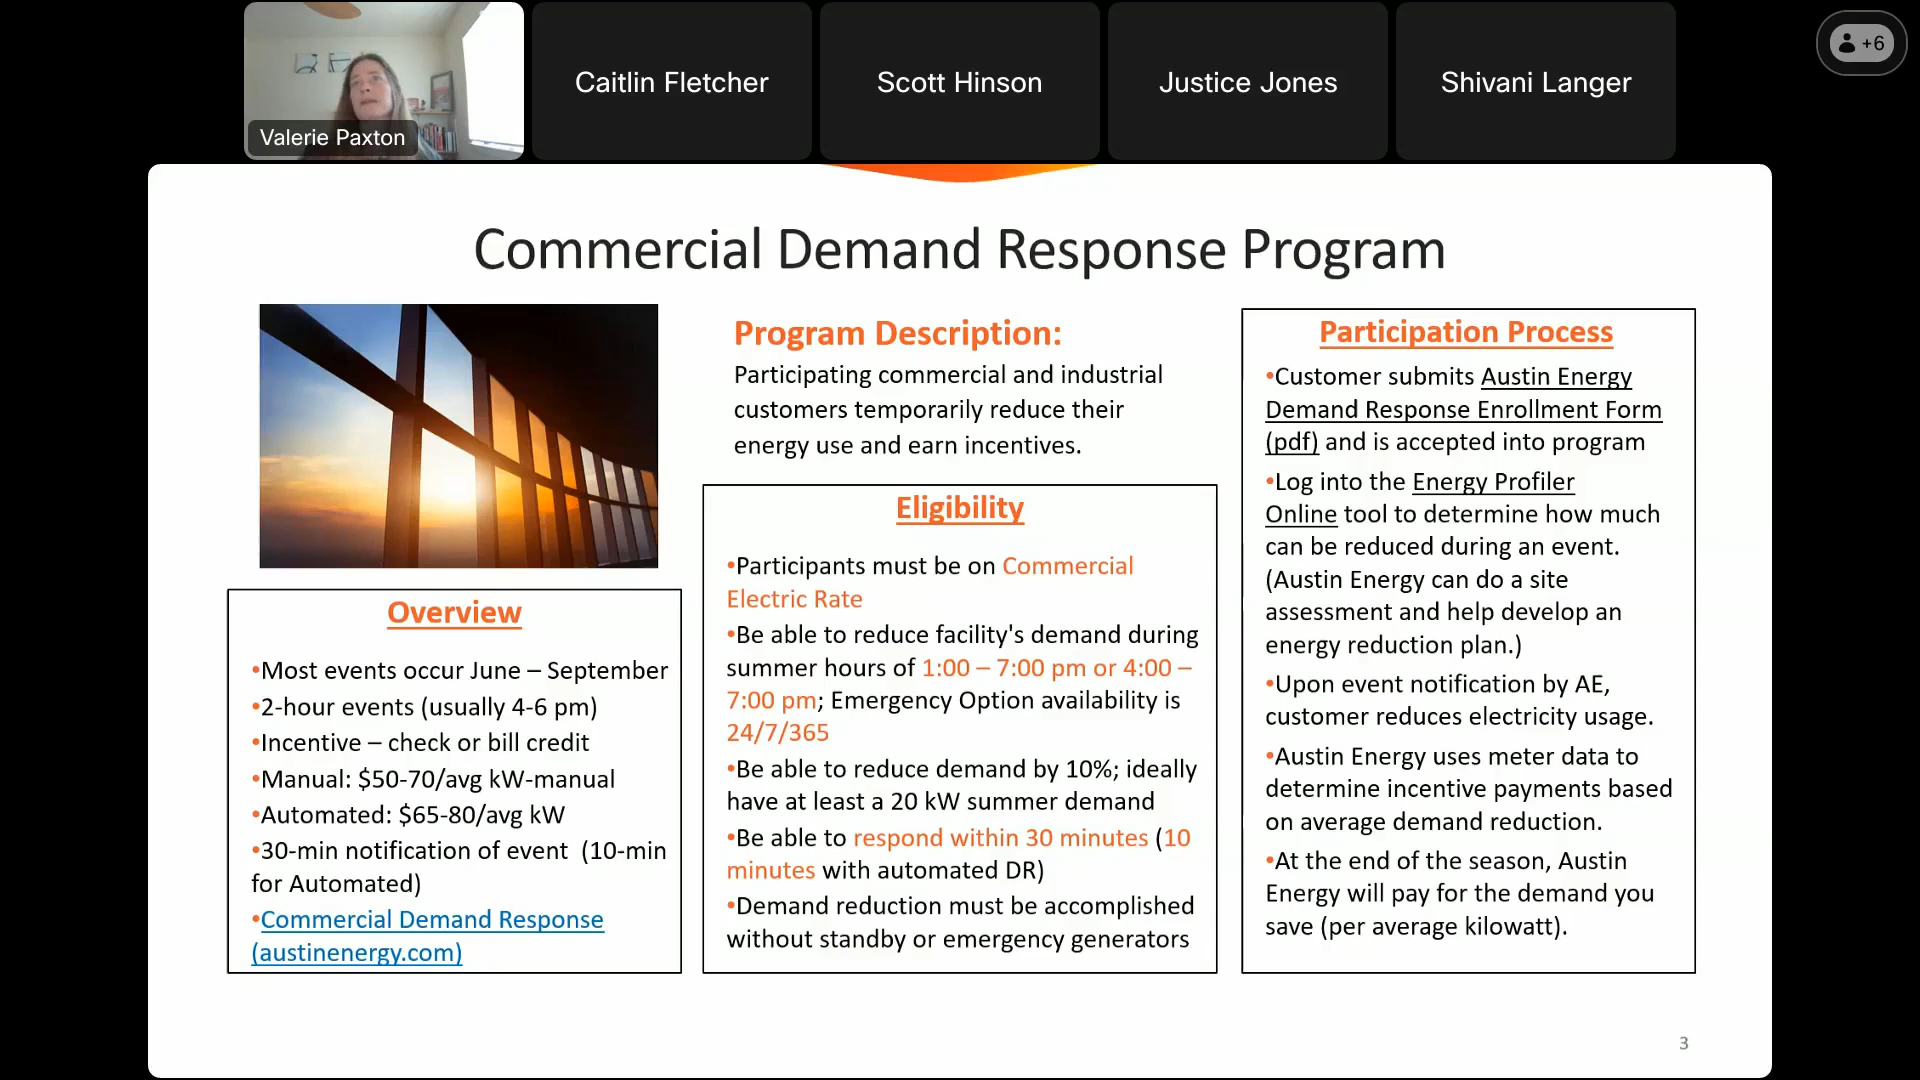 Valerie Paxton
Caitlin Fletcher
Scott Hinson
Justice Jones
Shivani Langer
+6
Commercial Demand Response Program
Overview
•Most events occur June – September
•2-hour events (usually 4-6 pm)
•Incentive – check or bill credit
•Manual: $50-70/avg kW-manual
•Automated: $65-80/avg kW
•30-min notification of event  (10-min
for Automated)
•Commercial Demand Response
(austinenergy.com)
Program Description:
Participating commercial and industrial
customers temporarily reduce their
energy use and earn incentives.
Eligibility
•Participants must be on Commercial
Electric Rate
•Be able to reduce facility's demand during
summer hours of 1:00 – 7:00 pm or 4:00 –
7:00 pm; Emergency Option availability is
24/7/365
•Be able to reduce demand by 10%; ideally
have at least a 20 kW summer demand
•Be able to respond within 30 minutes (10
minutes with automated DR)
•Demand reduction must be accomplished
without standby or emergency generators
Participation Process
•Customer submits Austin Energy
Demand Response Enrollment Form
(pdf) and is accepted into program
•Log into the Energy Profiler
Online tool to determine how much
can be reduced during an event.
(Austin Energy can do a site
assessment and help develop an
energy reduction plan.)
•Upon event notification by AE,
customer reduces electricity usage.
•Austin Energy uses meter data to
determine incentive payments based
on average demand reduction.
•At the end of the season, Austin
Energy will pay for the demand you
save (per average kilowatt).
3